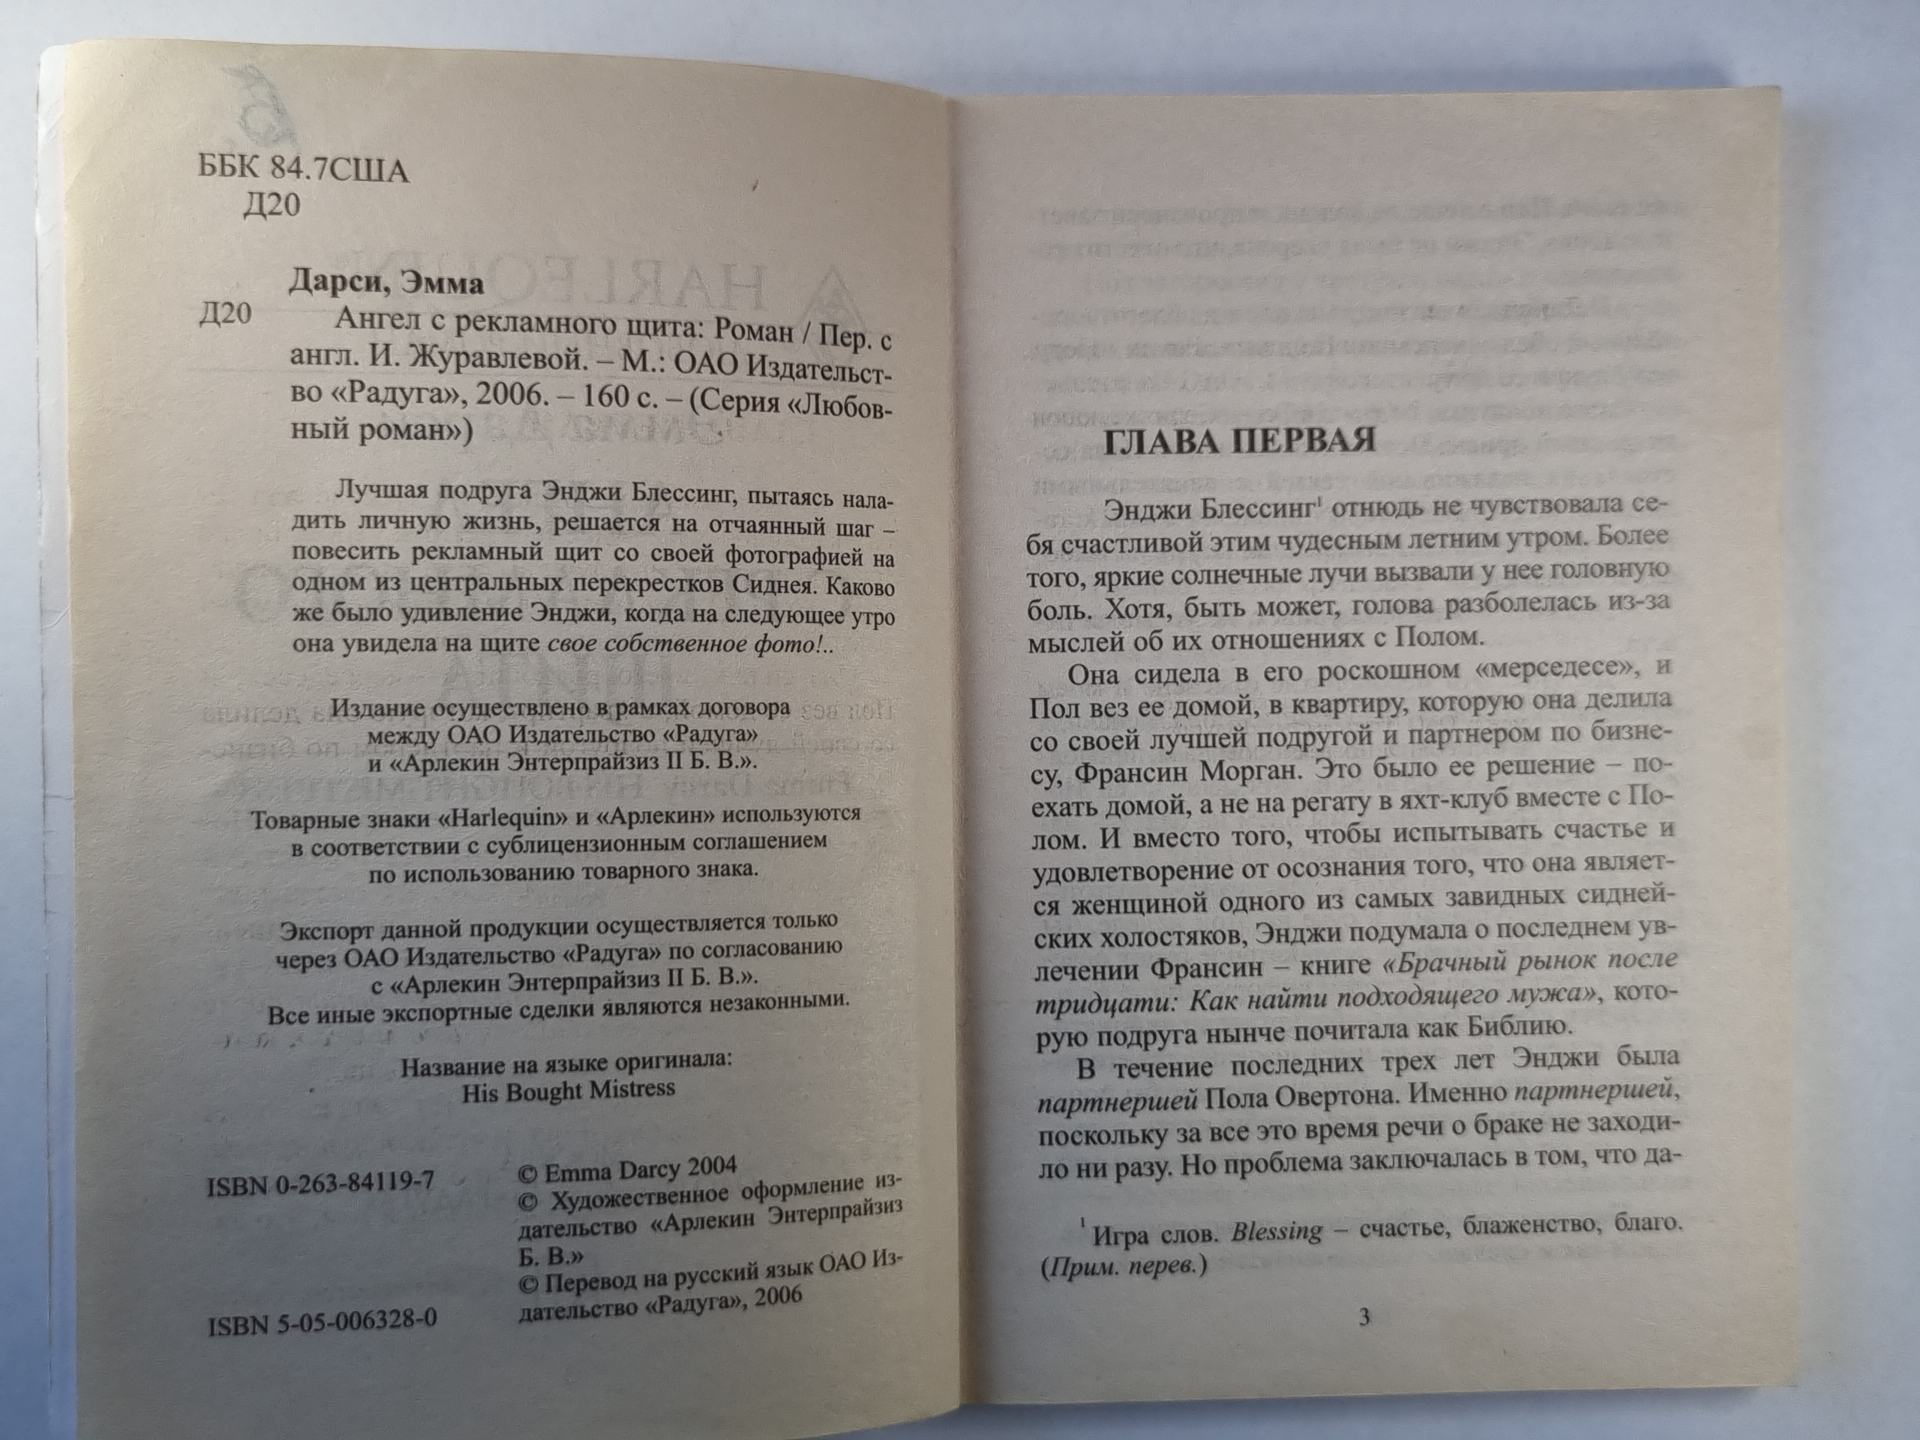 ББК 84.7США
Д20
Дарси, Эмма
Д20
Ангел с рекламного щита: Роман / Пер. с
англ. И. Журавлевой. – М.: ОАО Издательст-
во «Радуга», 2006. – 160 с. – (Серия «Любов-
ный роман»)
Лучшая подруга Энджи Блессинг, пытаясь нала-
дить личную жизнь, решается на отчаянный шаг –
повесить рекламный щит со своей фотографией на
одном из центральных перекрестков Сиднея. Каково
же было удивление Энджи, когда на следующее утро
она увидела на щите свое собственное фото!..
Издание осуществлено в рамках договора
между ОАО Издательство «Радуга»
и «Арлекин Энтерпрайзиз II Б. В.».
Товарные знаки «Harlequin» и «Арлекин» используются
в соответствии с сублицензионным соглашением
по использованию товарного знака.
Экспорт данной продукции осуществляется только
через ОАО Издательство «Радуга» по согласованию
с «Арлекин Энтерпрайзиз II Б. В.».
Все иные экспортные сделки являются незаконными.
Название на языке оригинала:
His Bought Mistress
ISBN 0-263-84119-7
© Emma Darcy 2004
© Художественное оформление из-
дательство «Арлекин Энтерпрайзиз
Б. В.»
© Перевод на русский язык ОАО Из-
дательство «Радуга», 2006
ISBN 5-05-006328-0
ГЛАВА ПЕРВАЯ
Энджи Блессинг¹ отнюдь не чувствовала се-
бя счастливой этим чудесным летним утром. Более
того, яркие солнечные лучи вызвали у нее головную
боль. Хотя, быть может, голова разболелась из-за
мыслей об их отношениях с Полом.
Она сидела в его роскошном «мерседесе», и
Пол вез ее домой, в квартиру, которую она делила
со своей лучшей подругой и партнером по бизне-
су, Франсин Морган. Это было ее решение – по-
ехать домой, а не на регату в яхт-клуб вместе с По-
лом. И вместо того, чтобы испытывать счастье и
удовлетворение от осознания того, что она являет-
ся женщиной одного из самых завидных сидней-
ских холостяков, Энджи подумала о последнем ув-
лечении Франсин – книге «Брачный рынок после
тридцати: Как найти подходящего мужа», кото-
рую подруга нынче почитала как Библию.
В течение последних трех лет Энджи была
партнершей Пола Овертона. Именно партнершей,
поскольку за все это время речи о браке не заходи-
ло ни разу. Но проблема заключалась в том, что да-
¹ Игра слов. Blessing – счастье, блаженство, благо.
(Прим. перев.)
3